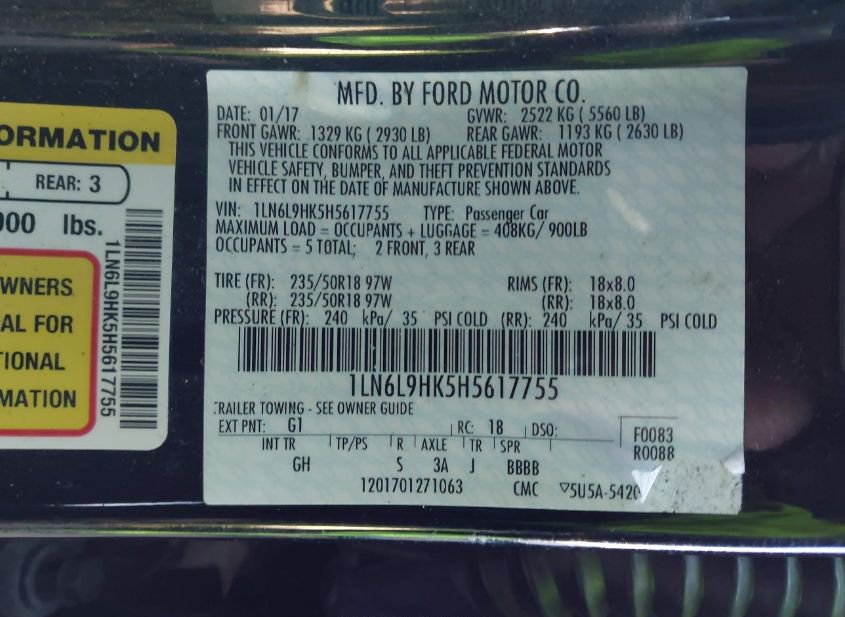 ORMATION
REAR: 3
000 lbs.
WNERS
AL FOR
TIONAL
MATION
1LN6L9HK5H5617755
MFD. BY FORD MOTOR CO.
DATE: 01/17 GVWR: 2522 KG ( 5560 LB)
FRONT GAWR: 1329 KG ( 2930 LB) REAR GAWR: 1193 KG ( 2630 LB)
THIS VEHICLE CONFORMS TO ALL APPLICABLE FEDERAL MOTOR
VEHICLE SAFETY, BUMPER, AND THEFT PREVENTION STANDARDS
IN EFFECT ON THE DATE OF MANUFACTURE SHOWN ABOVE.
VIN: 1LN6L9HK5H5617755 TYPE: Passenger Car
MAXIMUM LOAD = OCCUPANTS + LUGGAGE = 408KG/ 900LB
OCCUPANTS = 5 TOTAL; 2 FRONT, 3 REAR
TIRE (FR): 235/50R18 97W RIMS (FR): 18x8.0
(RR): 235/50R18 97W (RR): 18x8.0
PRESSURE (FR): 240 kPa/ 35 PSI COLD (RR): 240 kPa/ 35 PSI COLD
1LN6L9HK5H5617755
TRAILER TOWING - SEE OWNER GUIDE
EXT PNT: G1 RC: 18 DSO: F0083
INT TR TP/PS R AXLE TR SPR R0088
GH S 3A J BBBB
1201701271063 CMC ▽5U5A-5420